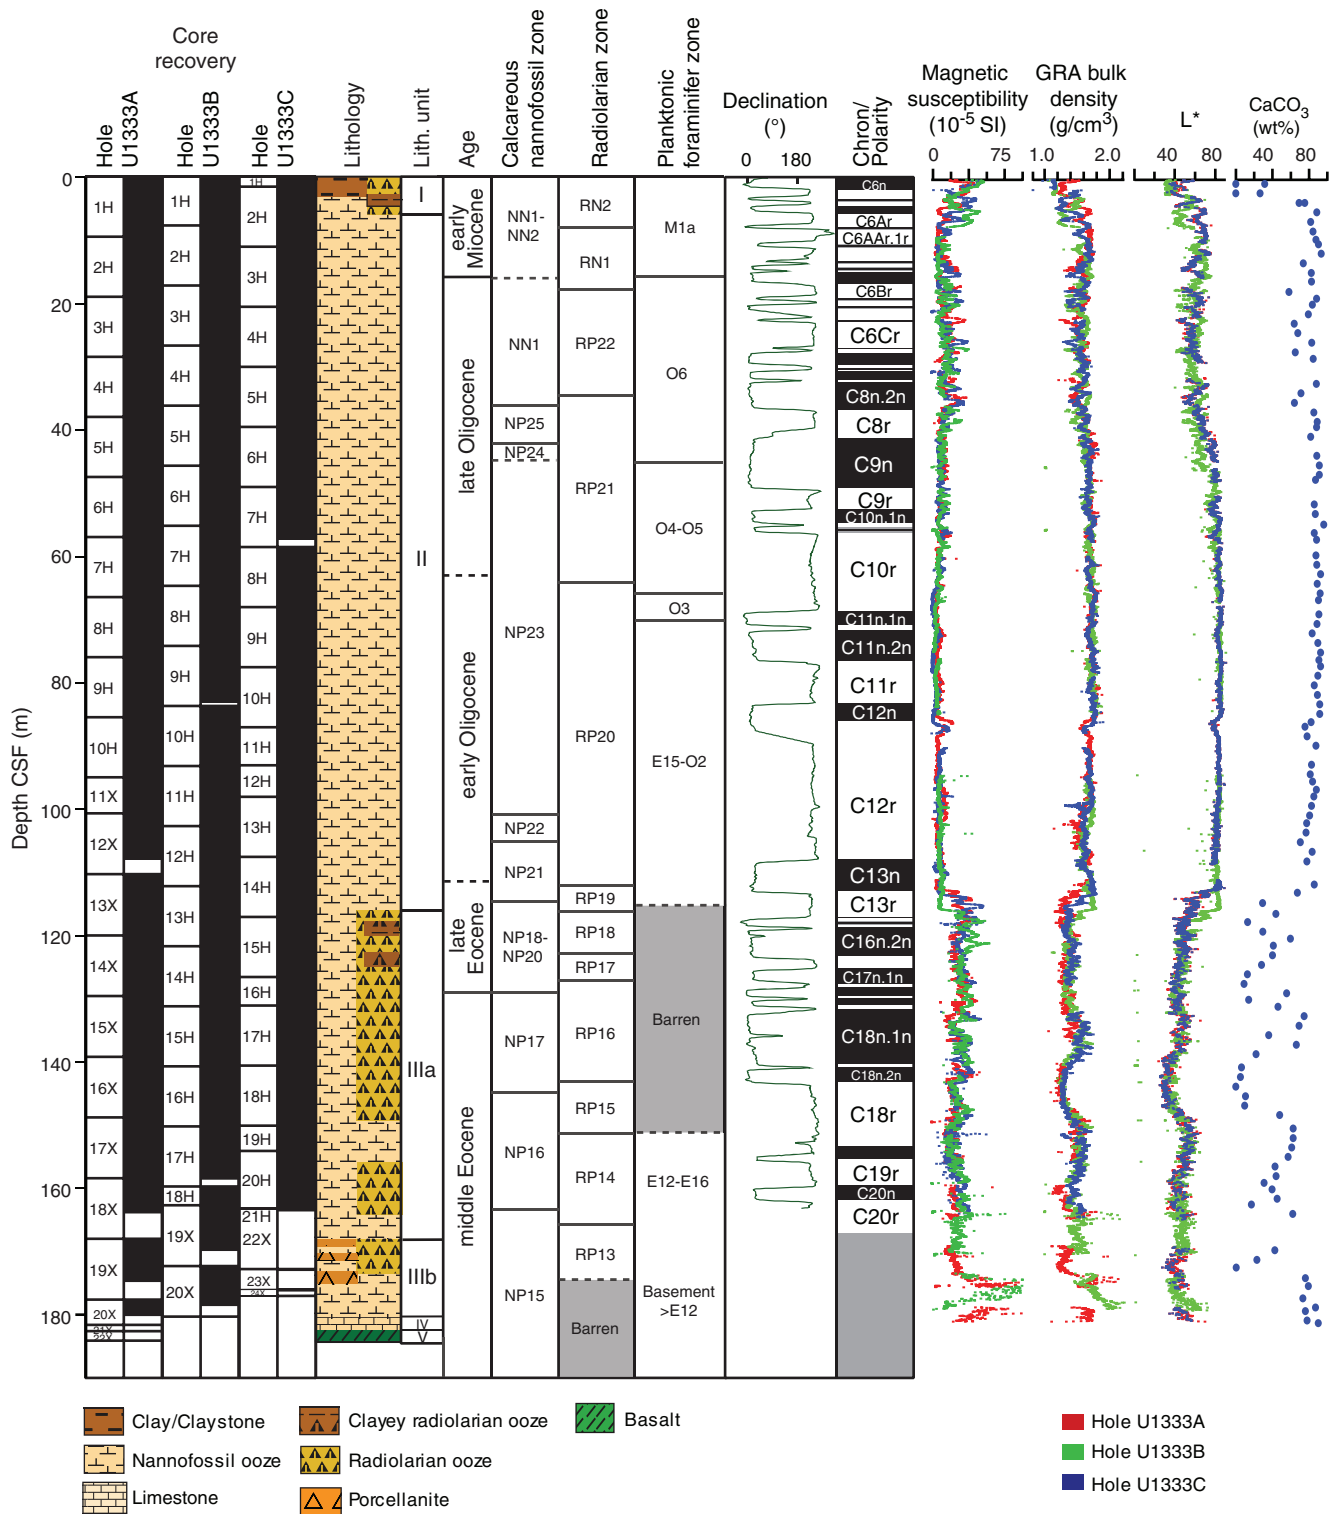 Core recovery
Hole U1333A
Hole U1333B
Hole U1333C
Lithology
Lith. unit
Age
Calcareous nannofossil zone
Radiolarian zone
Planktonic foraminifer zone
Declination (°)
0 180
Chron/Polarity
Magnetic susceptibility (10-5 SI)
0 75
GRA bulk density (g/cm3)
1.0 2.0
L*
40 80
CaCO3 (wt%)
0 40 80
Depth CSF (m)
0
20
40
60
80
100
120
140
160
180
1H
2H
3H
4H
5H
6H
7H
8H
9H
10H
11X
12X
13X
14X
15X
16X
17X
18X
19X
20X
21X
22X
1H
2H
3H
4H
5H
6H
7H
8H
9H
10H
11H
12H
13H
14H
15H
16H
17H
18H
19X
20X
1H
2H
3H
4H
5H
6H
7H
8H
9H
10H
11H
12H
13H
14H
15H
16H
17H
18H
19H
20H
21H
22X
23X
24X
I
II
IIIa
IIIb
IV
V
early Miocene
late Oligocene
early Oligocene
late Eocene
middle Eocene
NN1-
NN2
NN1
NP25
NP24
NP23
NP22
NP21
NP18-
NP20
NP17
NP16
NP15
RN2
RN1
RP22
RP21
RP20
RP19
RP18
RP17
RP16
RP15
RP14
RP13
Barren
M1a
O6
O4-O5
O3
E15-O2
Barren
E12-E16
Basement
>E12
C6n
C6Ar
C6AAr.1r
C6Br
C6Cr
C8n.2n
C8r
C9n
C9r
C10n.1n
C10r
C11n.1n
C11n.2n
C11r
C12n
C12r
C13n
C13r
C16n.2n
C17n.1n
C18n.1n
C18n.2n
C18r
C19r
C20n
C20r
Clay/Claystone
Nannofossil ooze
Limestone
Clayey radiolarian ooze
Radiolarian ooze
Porcellanite
Basalt
Hole U1333A
Hole U1333B
Hole U1333C